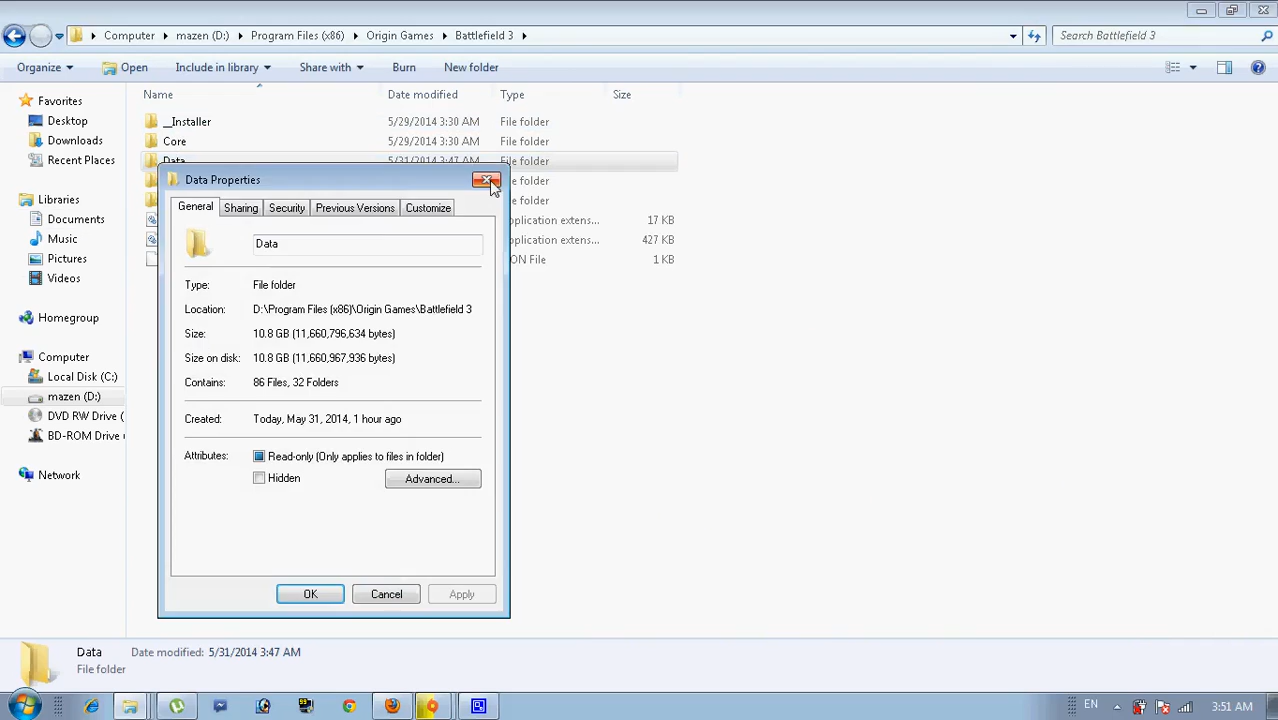 Computer ▸ mazen (D:) ▸ Program Files (x86) ▸ Origin Games ▸ Battlefield 3 ▸
Search Battlefield 3
Organize Open Include in library Share with Burn New folder
Name Date modified Type Size
Favorites
Desktop
Downloads
Recent Places
Libraries
Documents
Music
Pictures
Videos
Homegroup
Computer
Local Disk (C:)
mazen (D:)
DVD RW Drive (
BD-ROM Drive
Network
__Installer 5/29/2014 3:30 AM File folder
Core 5/29/2014 3:30 AM File folder
Data 5/31/2014 3:47 AM File folder
le folder
le folder
pplication extens... 17 KB
pplication extens... 427 KB
ON File 1 KB
Data Properties
General Sharing Security Previous Versions Customize
Data
Type: File folder
Location: D:\Program Files (x86)\Origin Games\Battlefield 3
Size: 10.8 GB (11,660,796,634 bytes)
Size on disk: 10.8 GB (11,660,967,936 bytes)
Contains: 86 Files, 32 Folders
Created: Today, May 31, 2014, 1 hour ago
Attributes: Read-only (Only applies to files in folder)
Hidden Advanced...
OK Cancel Apply
Data Date modified: 5/31/2014 3:47 AM
File folder
EN 3:51 AM